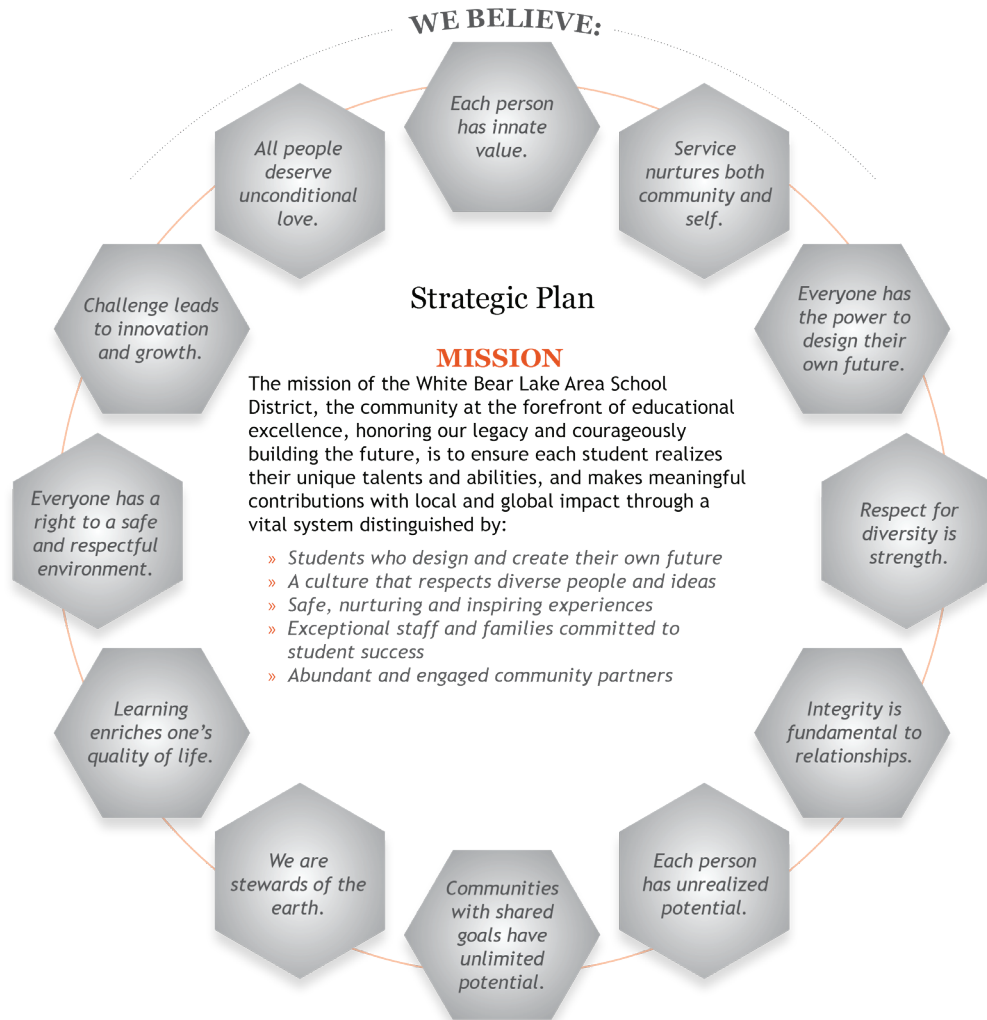 WE BELIEVE:
Each person
has innate
value.
Service
nurtures both
community and
self.
Everyone has
the power to
design their
own future.
Respect for
diversity is
strength.
Integrity is
fundamental to
relationships.
Each person
has unrealized
potential.
Communities
with shared
goals have
unlimited
potential.
We are
stewards of the
earth.
Learning
enriches one’s
quality of life.
Everyone has a
right to a safe
and respectful
environment.
Challenge leads
to innovation
and growth.
All people
deserve
unconditional
love.
Strategic Plan
MISSION
The mission of the White Bear Lake Area School
District, the community at the forefront of educational
excellence, honoring our legacy and courageously
building the future, is to ensure each student realizes
their unique talents and abilities, and makes meaningful
contributions with local and global impact through a
vital system distinguished by:
» Students who design and create their own future
» A culture that respects diverse people and ideas
» Safe, nurturing and inspiring experiences
» Exceptional staff and families committed to
student success
» Abundant and engaged community partners